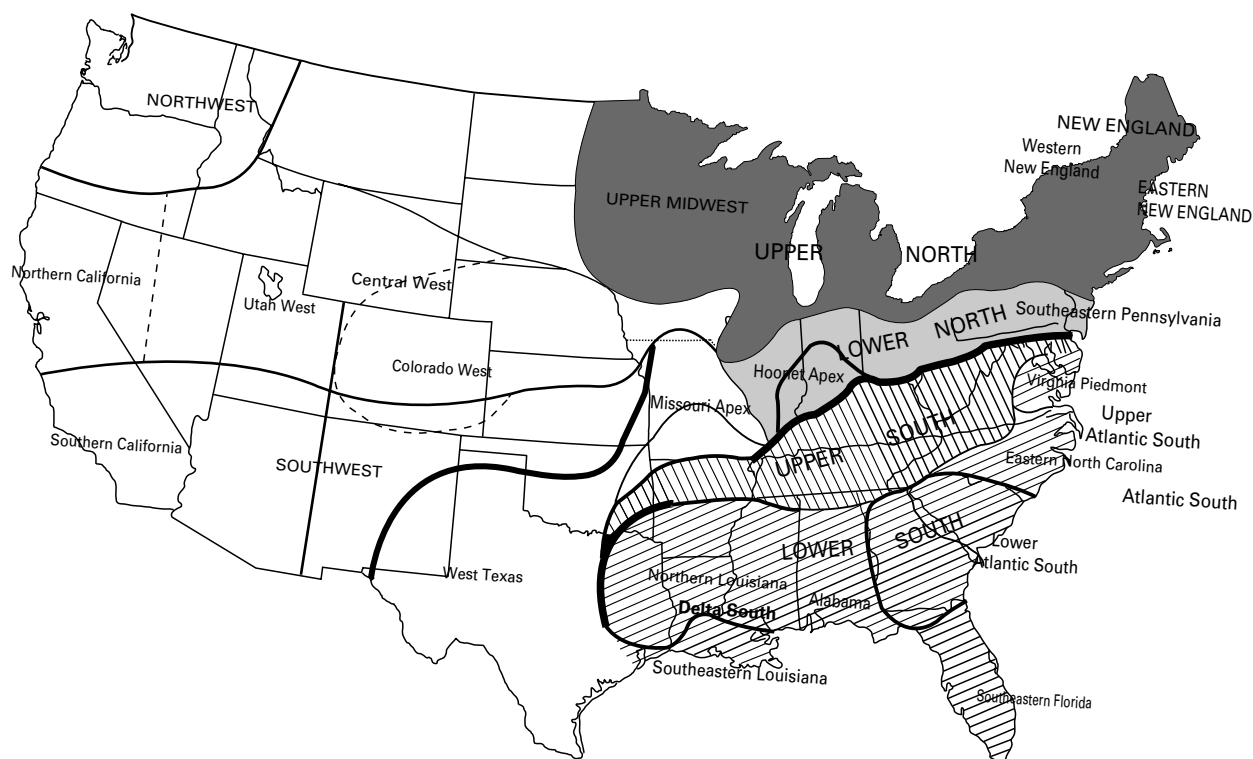 NORTHWEST
NEW ENGLAND
Western
New England
EASTERN
NEW ENGLAND
UPPER MIDWEST
UPPER NORTH
Northern California
Central West
Utah West
Southeastern Pennsylvania
LOWER NORTH
Colorado West
Hoonet Apex
Virginia Piedmont
Missouri Apex
Upper
Atlantic South
Southern California
SOUTHWEST
UPPER SOUTH
Eastern North Carolina
Atlantic South
LOWER SOUTH
Lower
Atlantic South
West Texas
Northern Louisiana
Alabama
Delta South
Southeastern Louisiana
Southeastern Florida